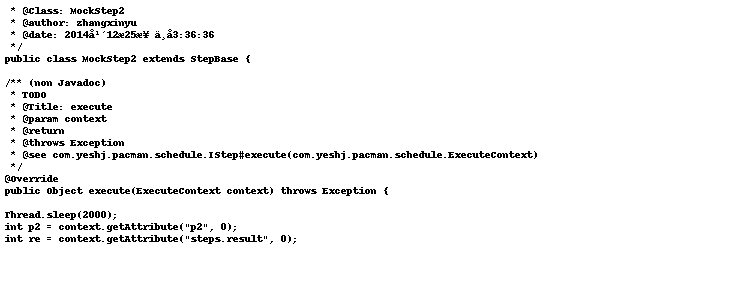 * @Class: MockStep2
* @author: zhangxinyu
* @date: 2014å¹´12æ25æ¥ ä¸å3:36:36
*/
public class MockStep2 extends StepBase {
/** (non Javadoc)
* TODO
* @Title: execute
* @param context
* @return
* @throws Exception
* @see com.yeshj.pacman.schedule.IStep#execute(com.yeshj.pacman.schedule.ExecuteContext)
*/
@Override
public Object execute(ExecuteContext context) throws Exception {
Thread.sleep(2000);
int p2 = context.getAttribute("p2", 0);
int re = context.getAttribute("steps.result", 0);